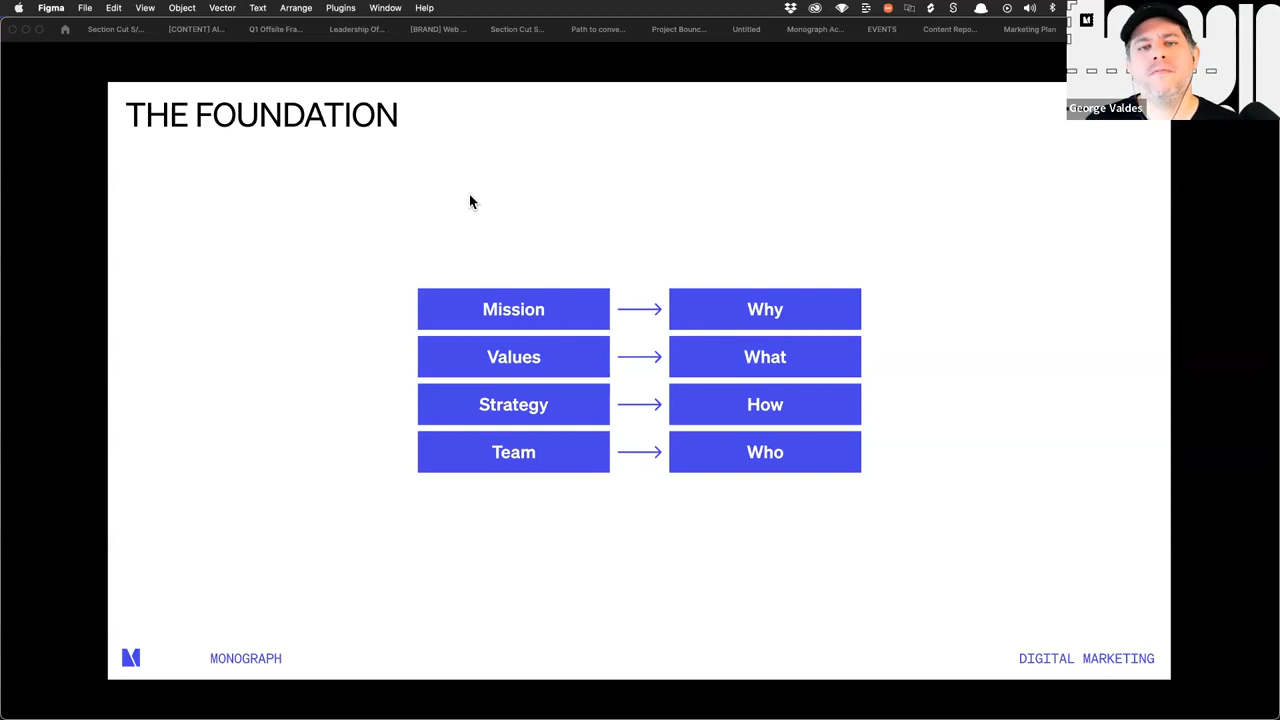 Figma File Edit View Object Vector Text Arrange Plugins Window Help
Section Cut S/... [CONTENT] AI... Q1 Offsite Fra... Leadership Of... [BRAND] Web ... Section Cut S... Path to conve... Project Bounc... Untitled Monograph Ac... EVENTS Content Repo... Marketing Plan
George Valdes
THE FOUNDATION
Mission Why
Values What
Strategy How
Team Who
MONOGRAPH DIGITAL MARKETING